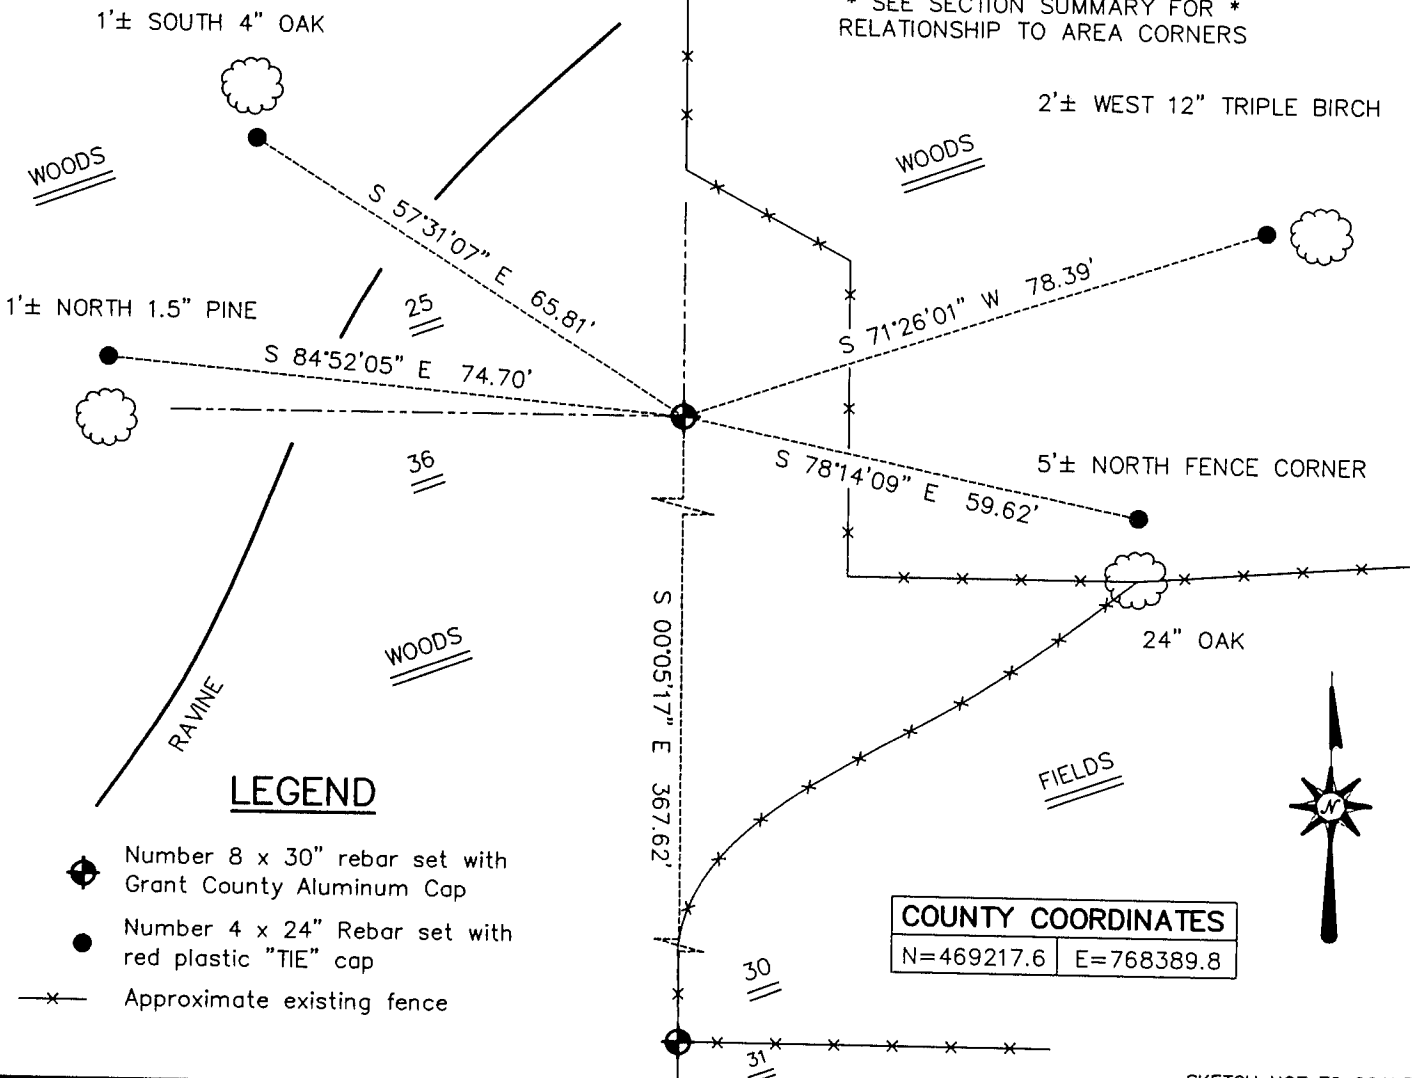 * SEE SECTION SUMMARY FOR *
RELATIONSHIP TO AREA CORNERS
1'± SOUTH 4" OAK
2'± WEST 12" TRIPLE BIRCH
WOODS
WOODS
S 57°31'07" E 65.81'
S 71°26'01" W 78.39'
1'± NORTH 1.5" PINE
25
S 84°52'05" E 74.70'
36
S 78°14'09" E 59.62'
5'± NORTH FENCE CORNER
S 00°05'17" E 367.62'
WOODS
24" OAK
RAVINE
FIELDS
N
LEGEND
Number 8 x 30" rebar set with
Grant County Aluminum Cap
Number 4 x 24" Rebar set with
red plastic "TIE" cap
Approximate existing fence
COUNTY COORDINATES
N=469217.6 E=768389.8
30
31